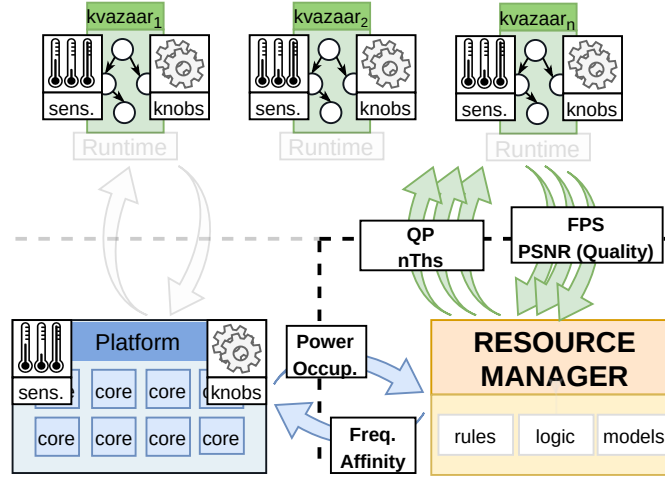 kvazaar1
kvazaar2
kvazaarn
sens.
knobs
sens.
knobs
sens.
knobs
Runtime
Runtime
Runtime
QP
nThs
FPS
PSNR (Quality)
Platform
sens.
knobs
core
core
core
core
core
core
core
core
Power
Occup.
Freq.
Affinity
RESOURCE
MANAGER
rules
logic
models